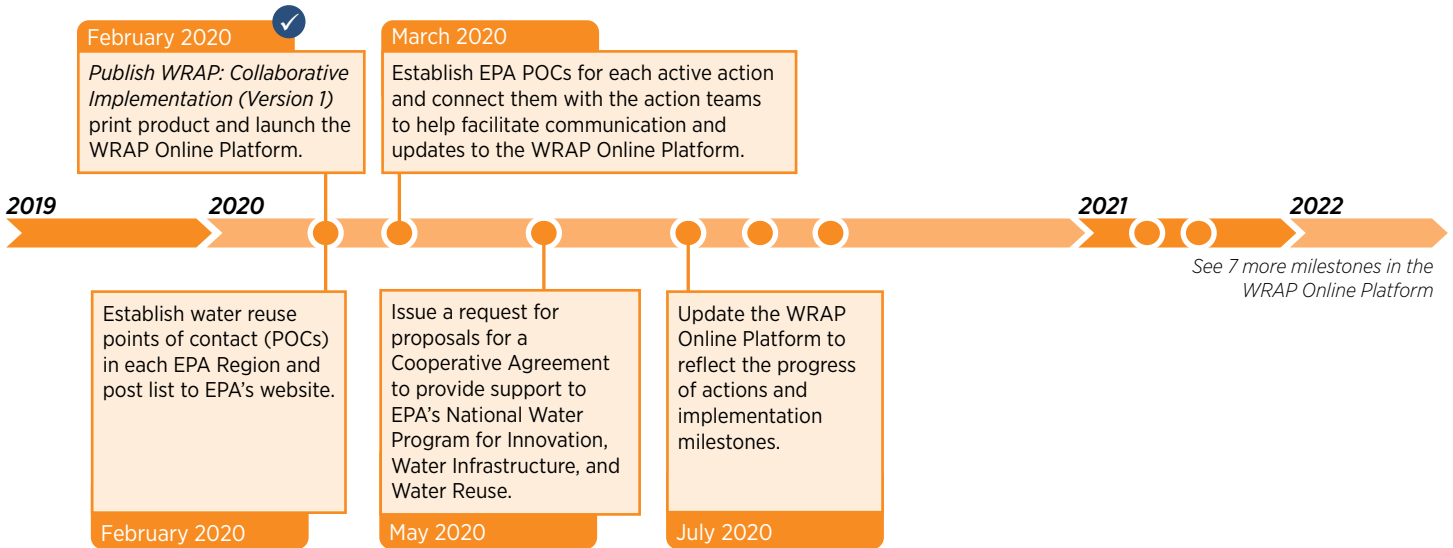 February 2020
Publish WRAP: Collaborative
Implementation (Version 1)
print product and launch the
WRAP Online Platform.
March 2020
Establish EPA POCs for each active action
and connect them with the action teams
to help facilitate communication and
updates to the WRAP Online Platform.
2019
2020
2021
2022
See 7 more milestones in the
WRAP Online Platform
Establish water reuse
points of contact (POCs)
in each EPA Region and
post list to EPA’s website.
February 2020
Issue a request for
proposals for a
Cooperative Agreement
to provide support to
EPA’s National Water
Program for Innovation,
Water Infrastructure, and
Water Reuse.
May 2020
Update the WRAP
Online Platform to
reflect the progress
of actions and
implementation
milestones.
July 2020